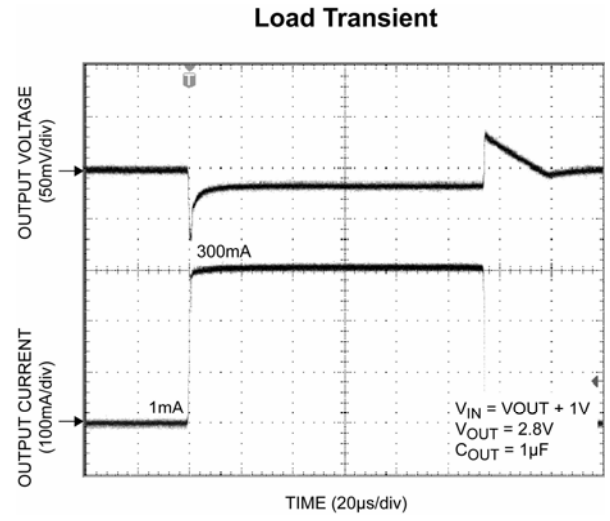 Load Transient
T
OUTPUT VOLTAGE
(50mV/div)
300mA
OUTPUT CURRENT
(100mA/div)
1mA
VIN = VOUT + 1V
VOUT = 2.8V
COUT = 1µF
TIME (20µs/div)